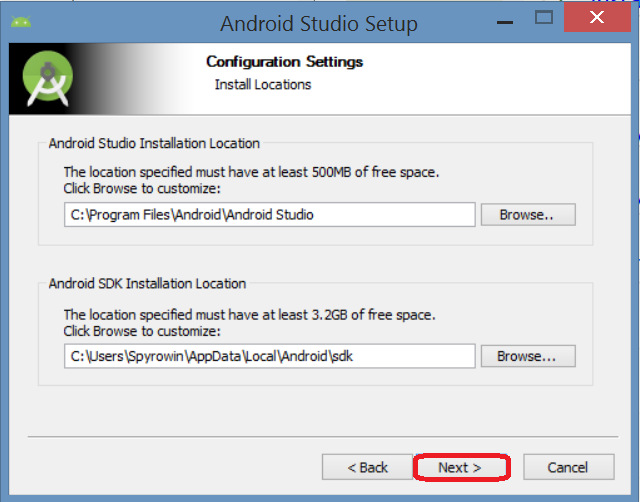 Android Studio Setup
Configuration Settings
Install Locations
Android Studio Installation Location
The location specified must have at least 500MB of free space.
Click Browse to customize:
C:\Program Files\Android\Android Studio
Browse..
Android SDK Installation Location
The location specified must have at least 3.2GB of free space.
Click Browse to customize:
C:\Users\Spyrowin\AppData\Local\Android\sdk
Browse...
< Back
Next >
Cancel